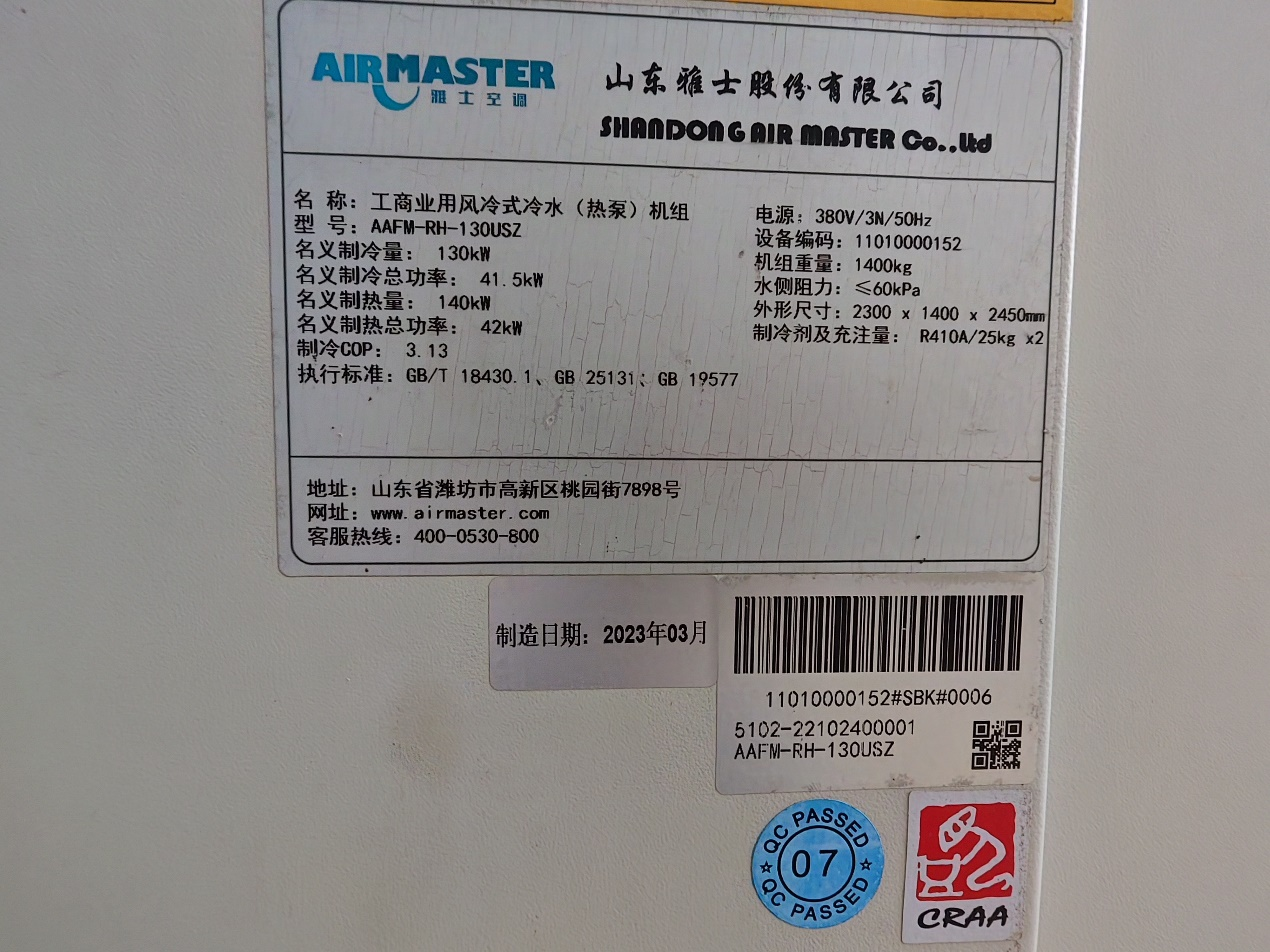 AIRMASTER
雅士空调
山东雅士股份有限公司
SHANDONG AIR MASTER Co.,Ltd
名 称：工商业用风冷式冷水（热泵）机组
型 号：AAFM-RH-130USZ
名义制冷量： 130kW
名义制冷总功率： 41.5kW
名义制热量： 140kW
名义制热总功率： 42kW
制冷COP： 3.13
执行标准：GB/T 18430.1、GB 25131；GB 19577
电源：380V/3N/50Hz
设备编码：11010000152
机组重量：1400kg
水侧阻力：≤60kPa
外形尺寸：2300 x 1400 x 2450mm
制冷剂及充注量： R410A/25kg x2
地址：山东省潍坊市高新区桃园街7898号
网址：www.airmaster.com
客服热线：400-0530-800
制造日期：2023年03月
11010000152#SBK#0006
5102-22102400001
AAFM-RH-130USZ
QC PASSED
07
QC PASSED
CRAA